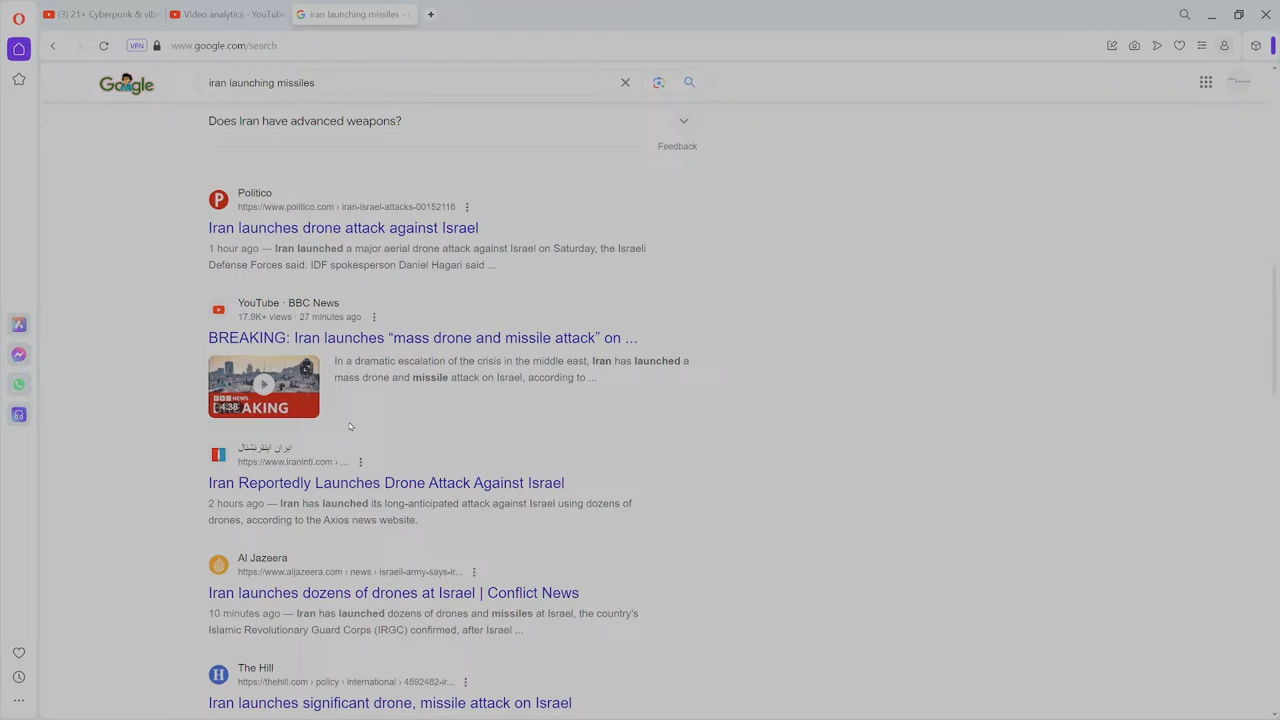 (3) 21+ Cyberpunk & vib
Video analytics - YouTube
iran launching missiles - G
VPN
www.google.com/search
Google
iran launching missiles
Does Iran have advanced weapons?
Feedback
Politico
https://www.politico.com › iran-israel-attacks-00152116
Iran launches drone attack against Israel
1 hour ago — Iran launched a major aerial drone attack against Israel on Saturday, the Israeli
Defense Forces said. IDF spokesperson Daniel Hagari said ...
YouTube · BBC News
17.9K+ views · 27 minutes ago
BREAKING: Iran launches “mass drone and missile attack” on ...
In a dramatic escalation of the crisis in the middle east, Iran has launched a
mass drone and missile attack on Israel, according to ...
BBC NEWS
BREAKING
4:38
ایران اینترنشنال
https://www.iranintl.com › ...
Iran Reportedly Launches Drone Attack Against Israel
2 hours ago — Iran has launched its long-anticipated attack against Israel using dozens of
drones, according to the Axios news website.
Al Jazeera
https://www.aljazeera.com › news › israeli-army-says-ir...
Iran launches dozens of drones at Israel | Conflict News
10 minutes ago — Iran has launched dozens of drones and missiles at Israel, the country's
Islamic Revolutionary Guard Corps (IRGC) confirmed, after Israel ...
The Hill
https://thehill.com › policy › international › 4592482-ir...
Iran launches significant drone, missile attack on Israel